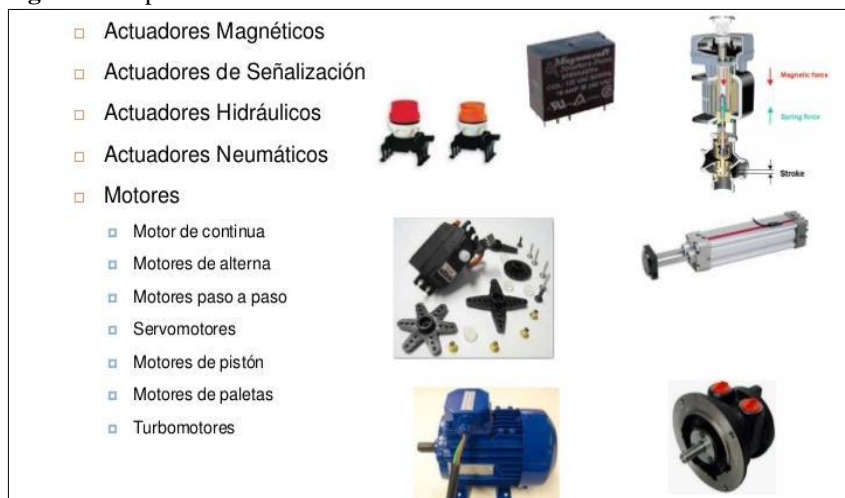 Actuadores Magnéticos
Actuadores de Señalización
Actuadores Hidráulicos
Actuadores Neumáticos
Motores
Motor de continua
Motores de alterna
Motores paso a paso
Servomotores
Motores de pistón
Motores de paletas
Turbomotores
Magnecraft
Magnetic force
Spring force
Stroke